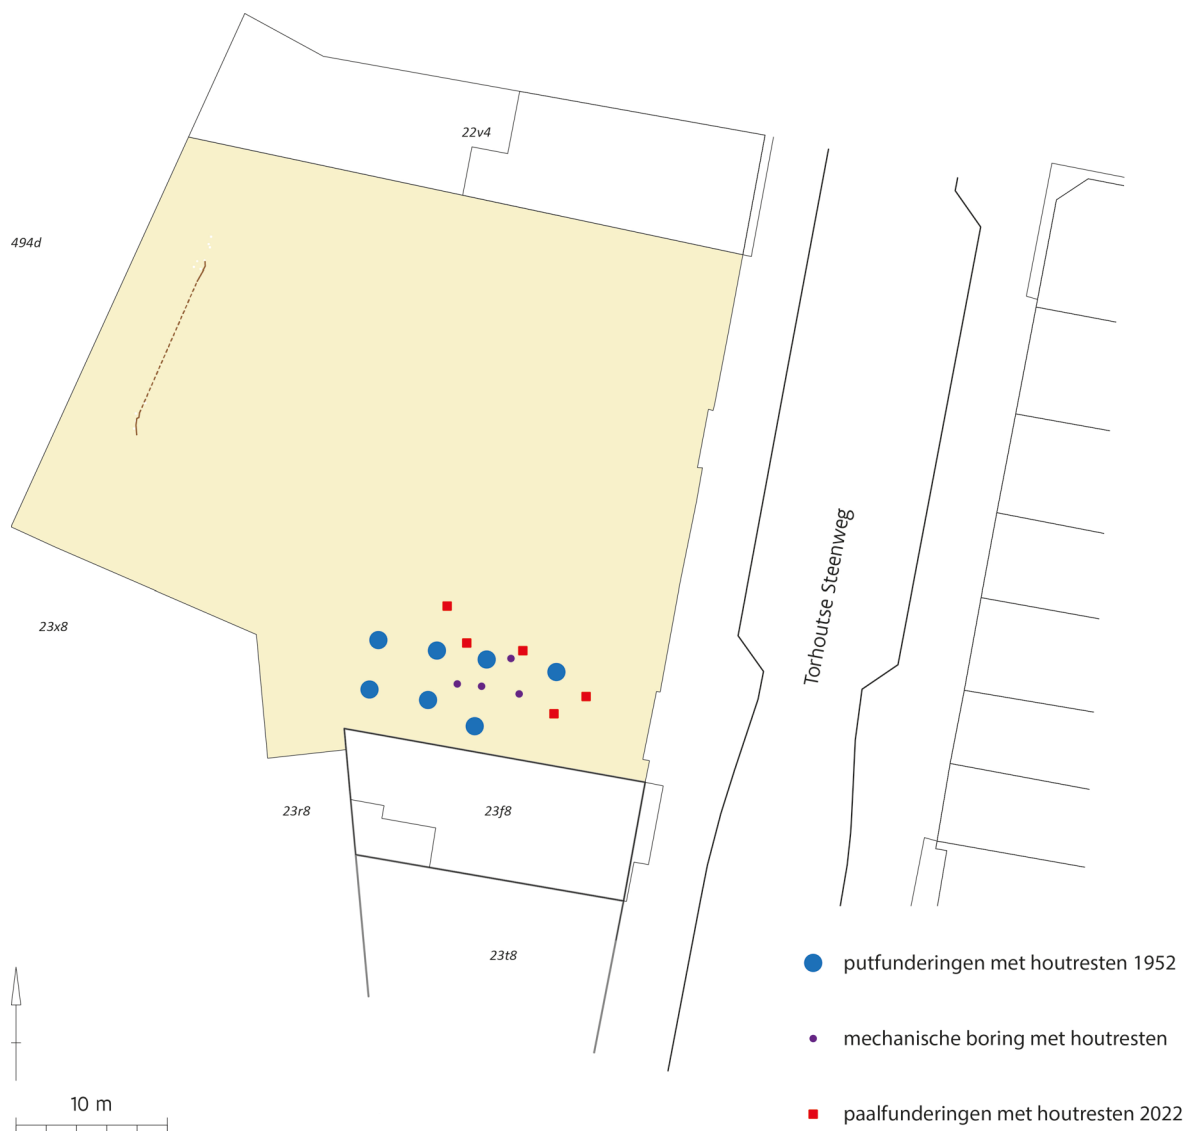 22v4
494d
Torhoutse Steenweg
23x8
23r8
23f8
23t8
putfunderingen met houtresten 1952
mechanische boring met houtresten
10 m
paalfunderingen met houtresten 2022